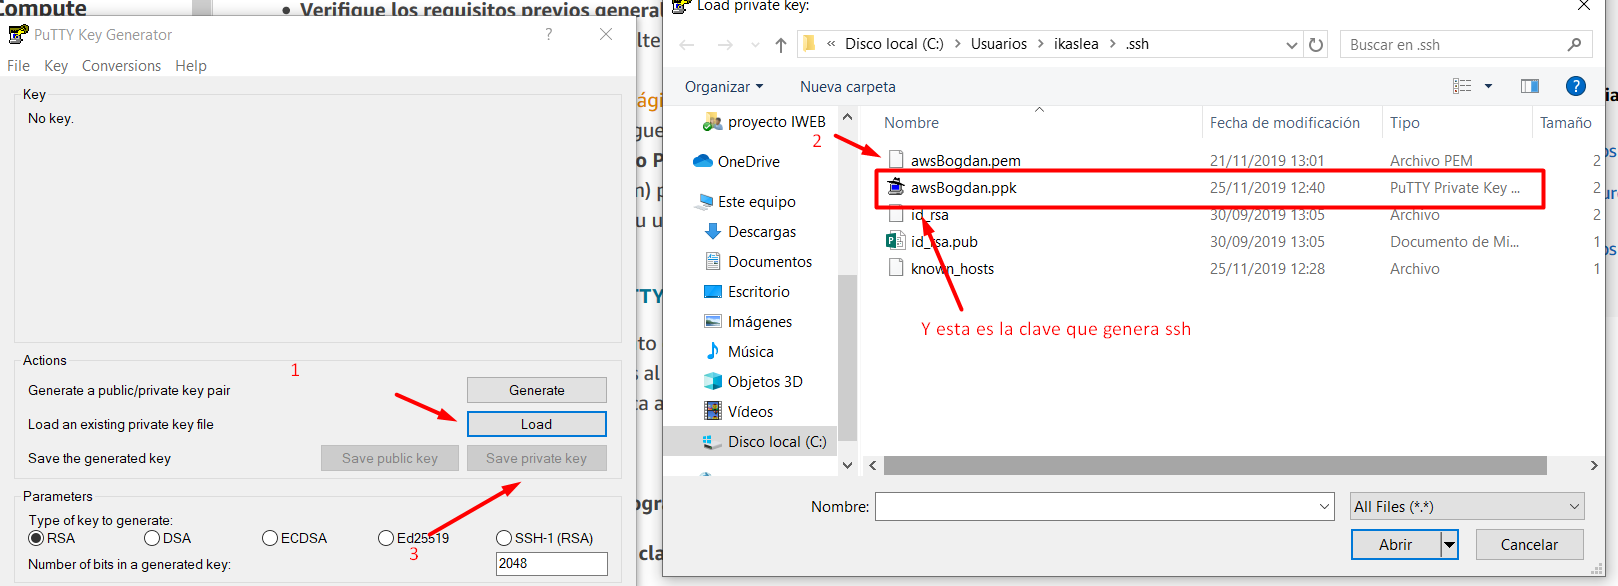 Compute
• Verifique los requisitos previos general
PuTTY Key Generator
?
File Key Conversions Help
Key
No key.
Actions
1
Generate a public/private key pair
Generate
Load an existing private key file
Load
Save the generated key
Save public key
Save private key
Parameters
Type of key to generate:
RSA
DSA
ECDSA
Ed25519
SSH-1 (RSA)
3
Number of bits in a generated key:
2048
Load private key:
« Disco local (C:) > Usuarios > ikaslea > .ssh
Buscar en .ssh
Organizar
Nueva carpeta
?
proyecto IWEB
2
OneDrive
Este equipo
Descargas
Documentos
Escritorio
Imágenes
Música
Objetos 3D
Vídeos
Disco local (C:)
Nombre Fecha de modificación Tipo Tamaño
awsBogdan.pem 21/11/2019 13:01 Archivo PEM 2
awsBogdan.ppk 25/11/2019 12:40 PuTTY Private Key ... 2
id_rsa 30/09/2019 13:05 Archivo 2
id_rsa.pub 30/09/2019 13:05 Documento de Mi... 1
known_hosts 25/11/2019 12:28 Archivo 1
Y esta es la clave que genera ssh
Nombre:
All Files (*.*)
Abrir
Cancelar